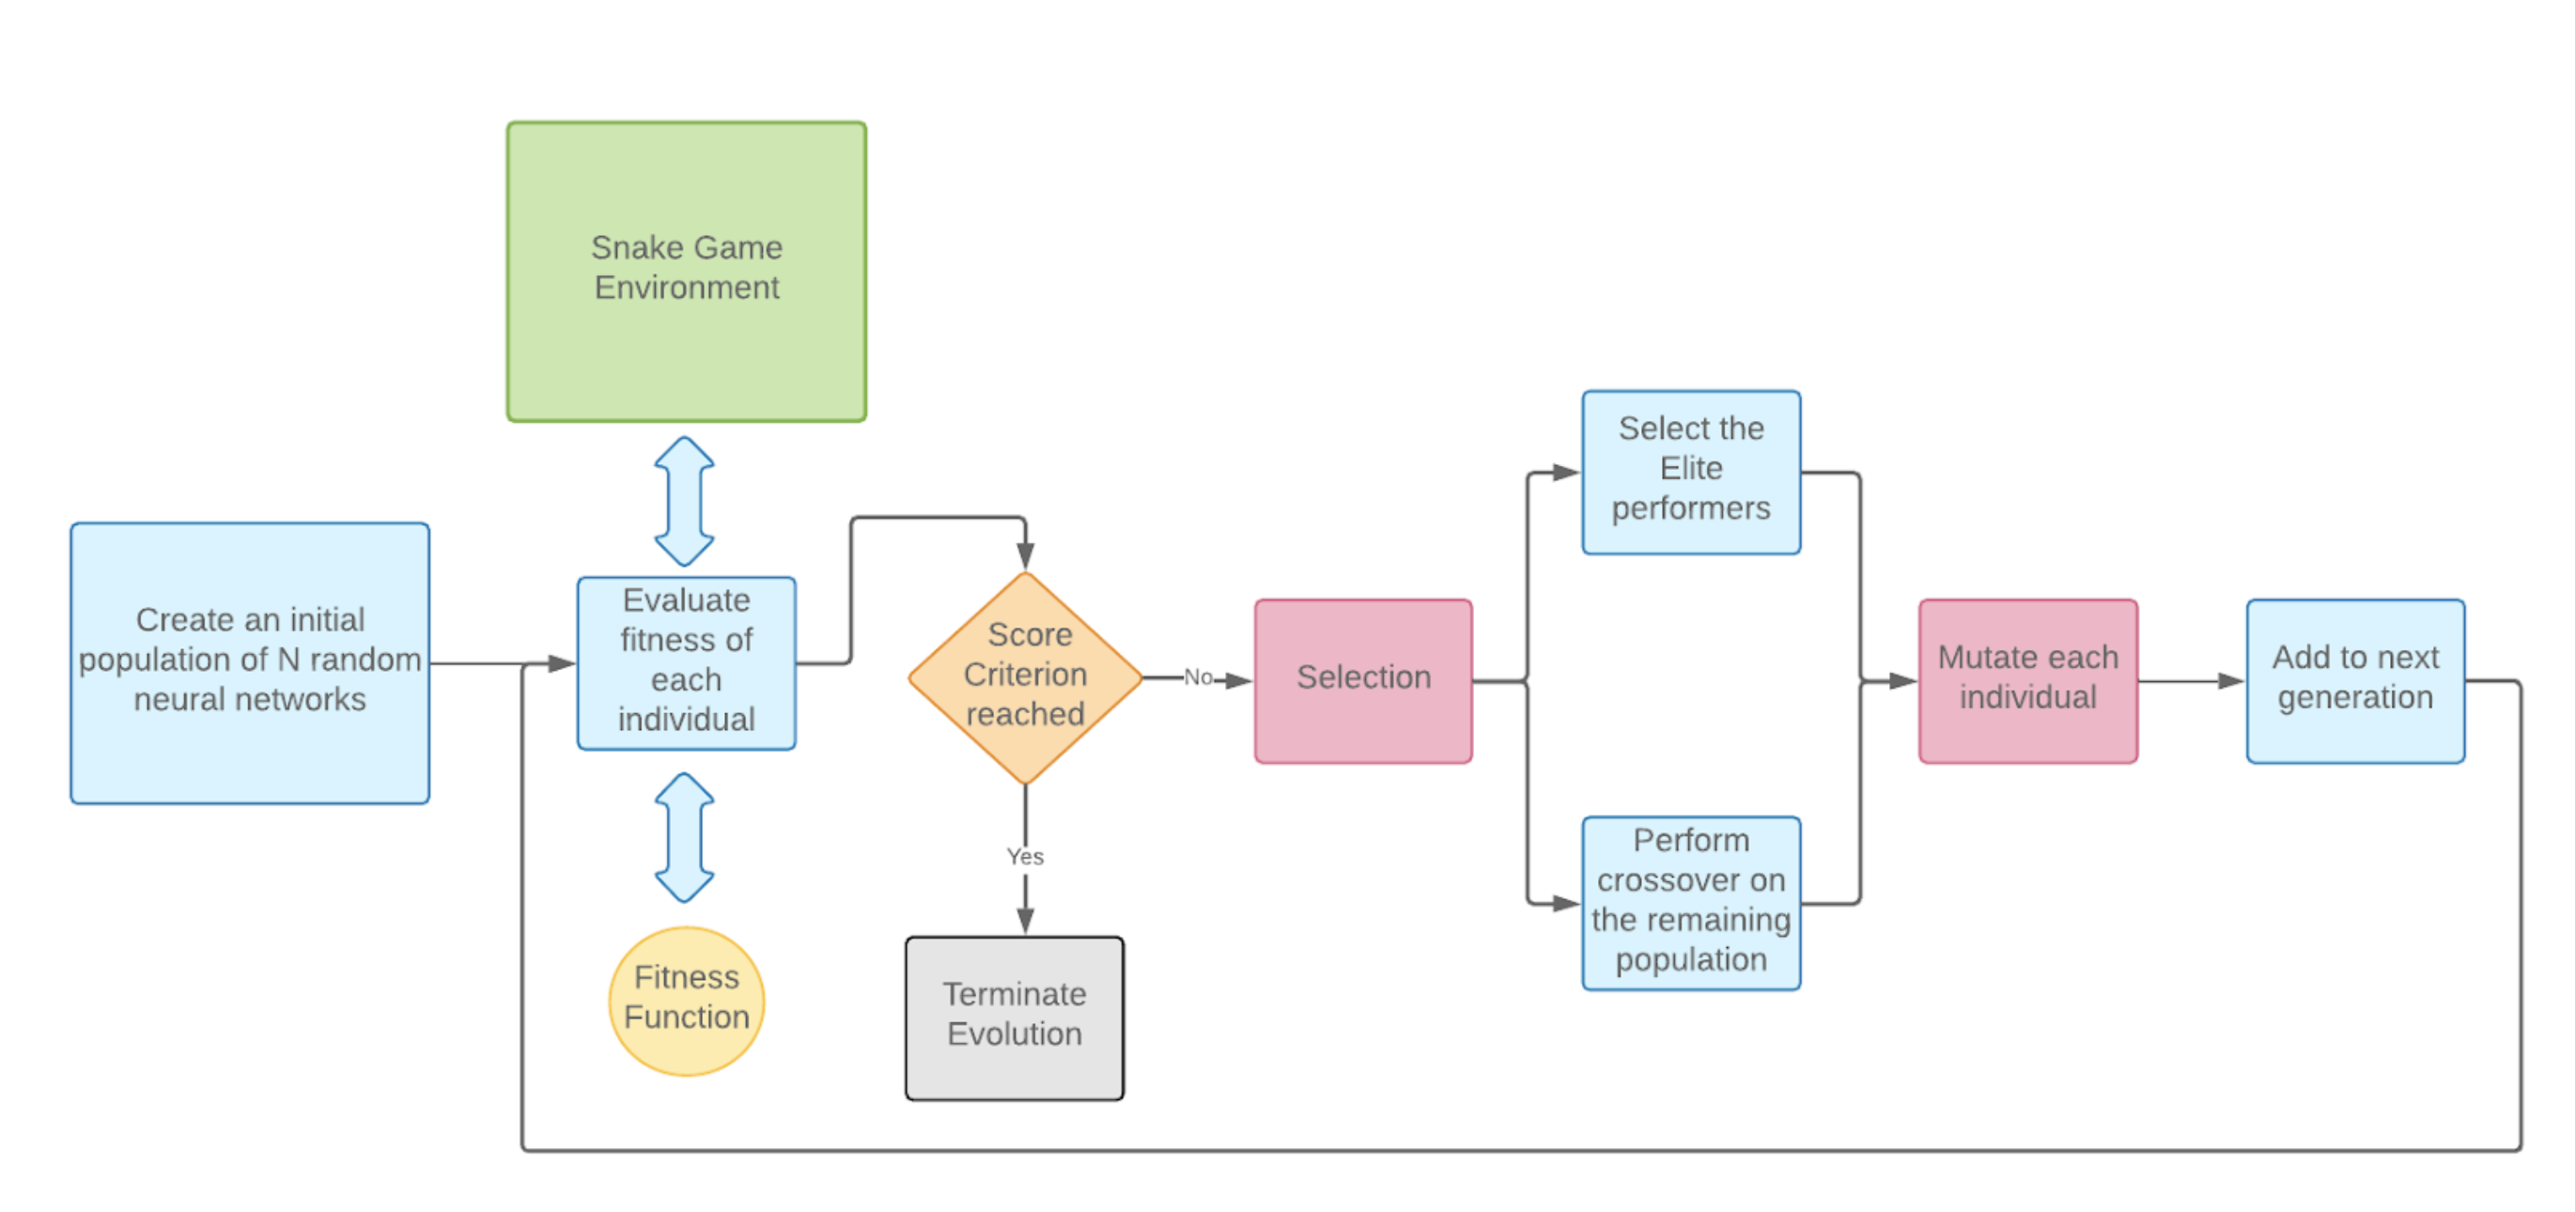 Snake Game
Environment
Create an initial
population of N random
neural networks
Evaluate
fitness of
each
individual
Fitness
Function
Score
Criterion
reached
No
Yes
Terminate
Evolution
Selection
Select the
Elite
performers
Perform
crossover on
the remaining
population
Mutate each
individual
Add to next
generation